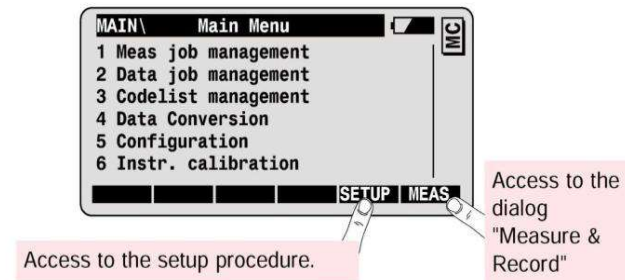 MAIN\ Main Menu
MC
1 Meas job management
2 Data job management
3 Codelist management
4 Data Conversion
5 Configuration
6 Instr. calibration
SETUP MEAS
Access to the setup procedure.
Access to the
dialog
"Measure &
Record"